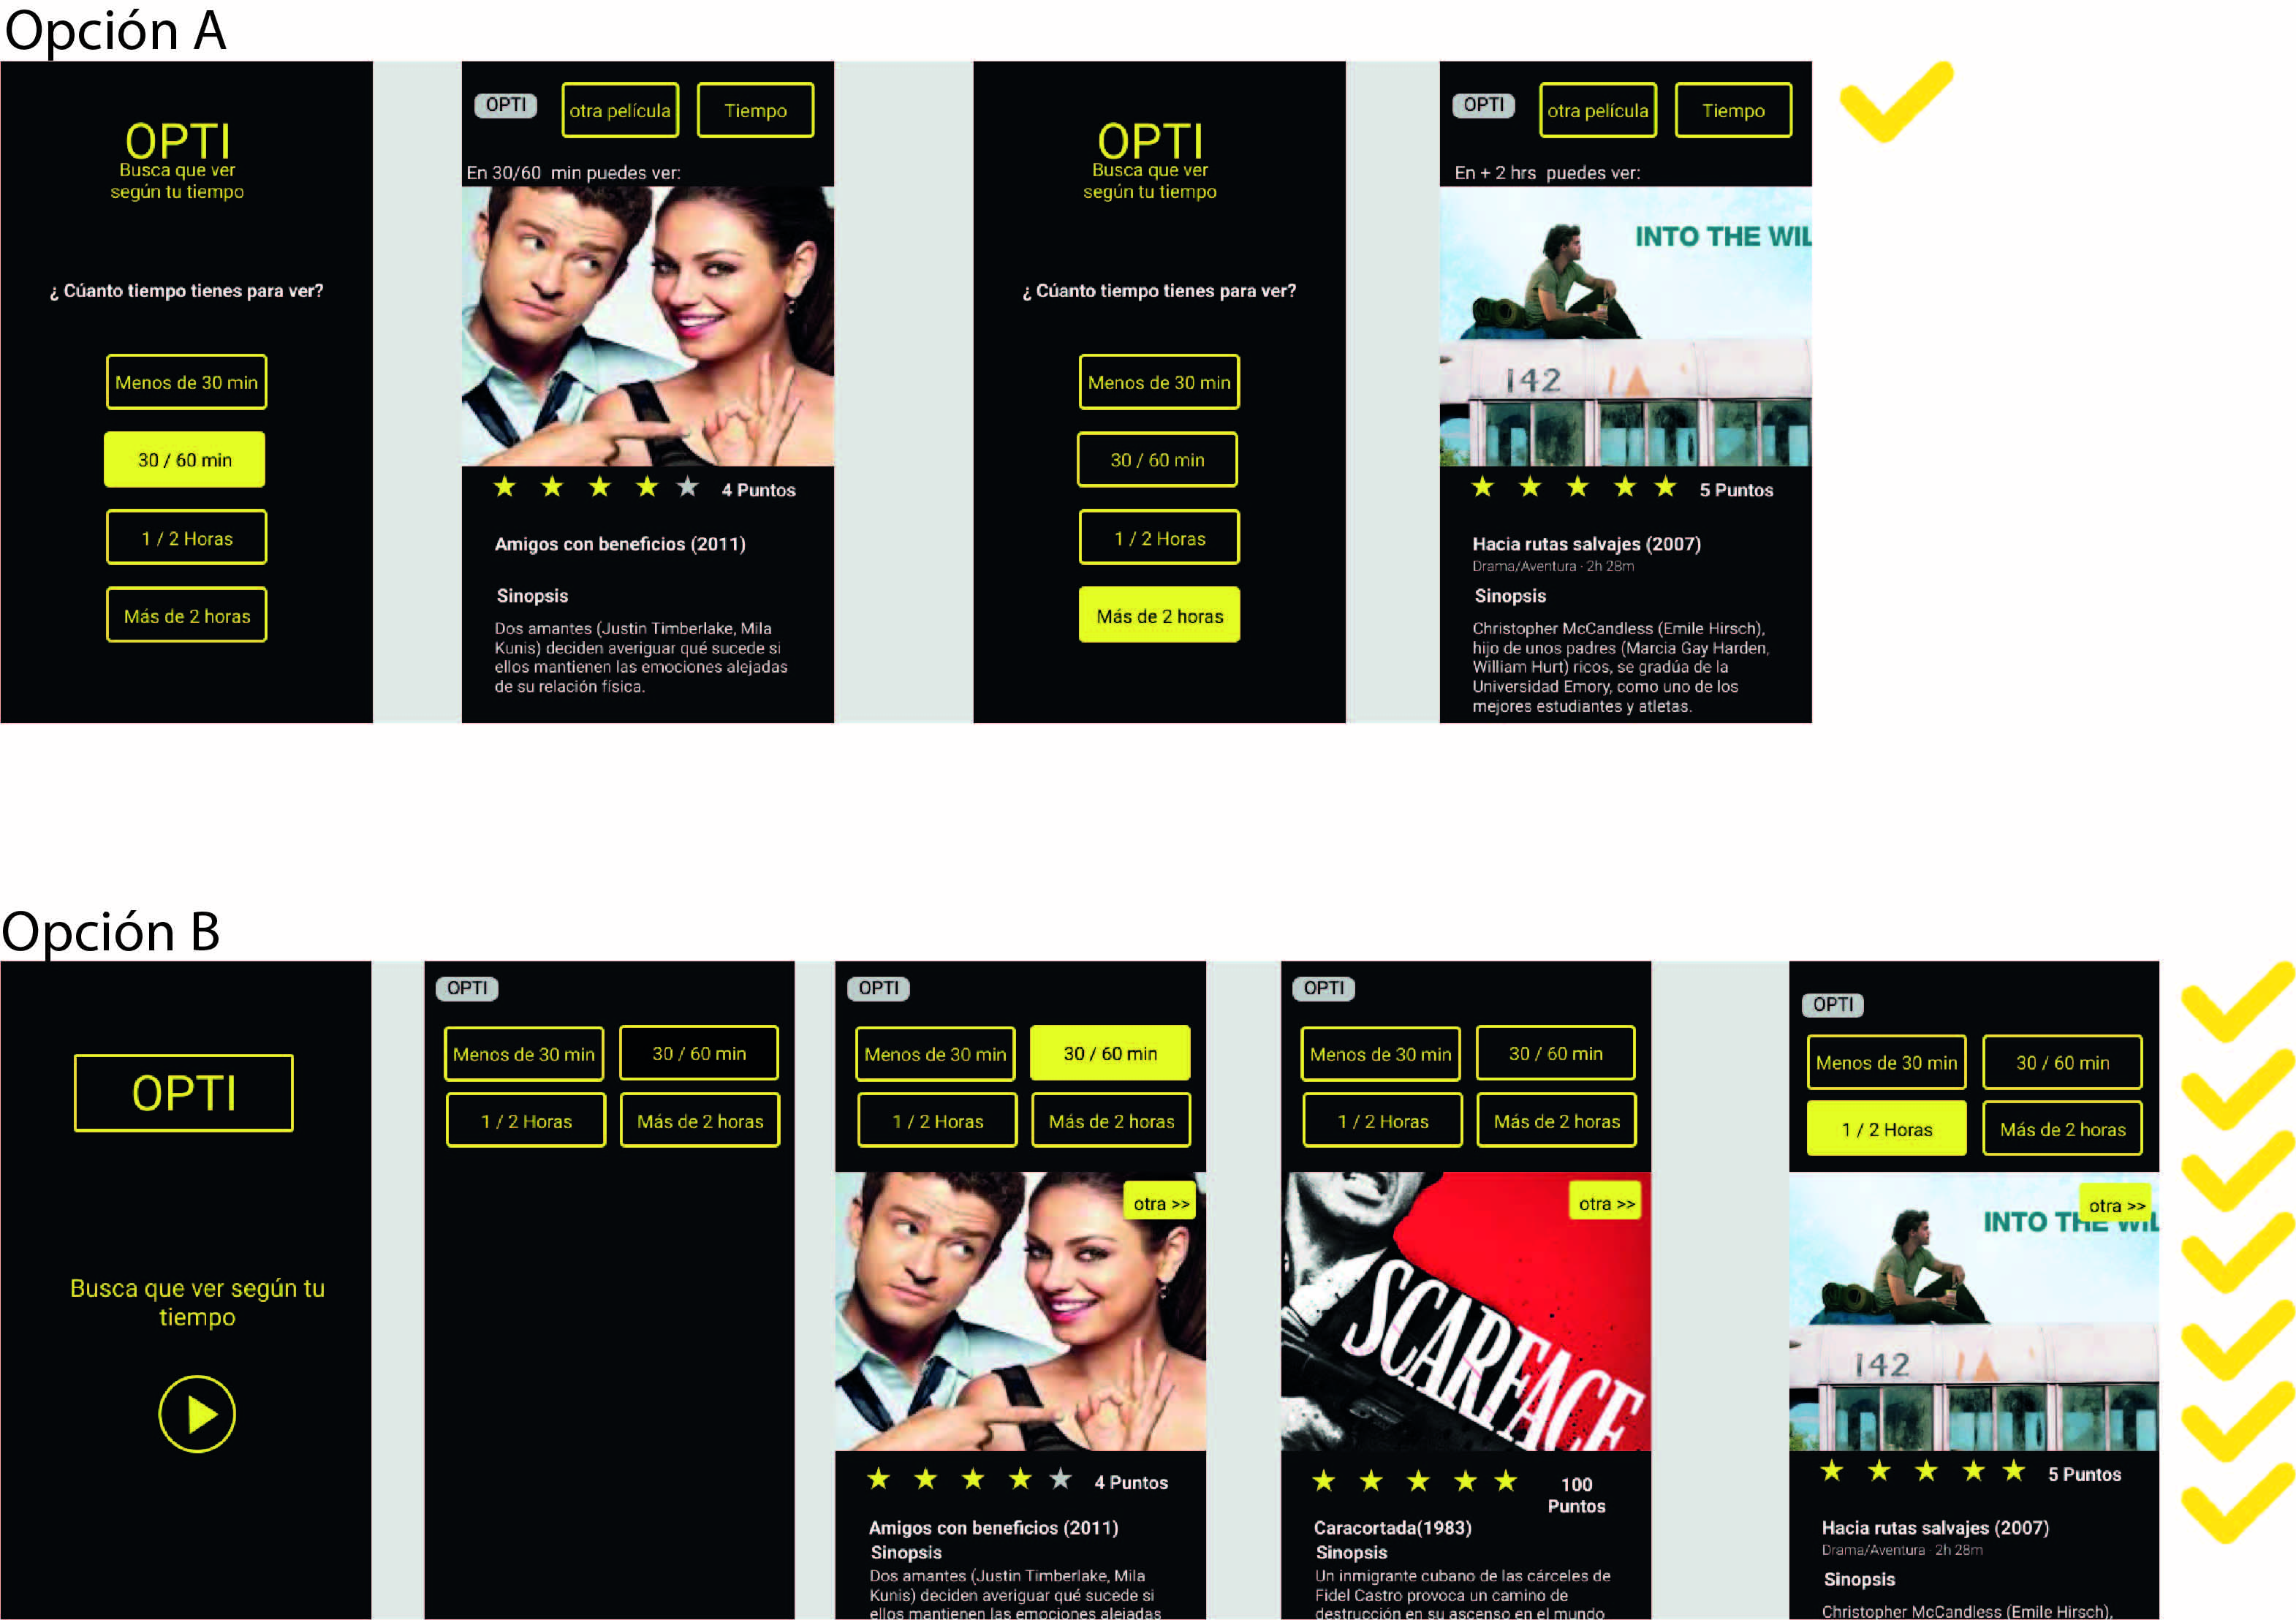 Opción A
OPTI
Busca que ver
según tu tiempo
¿ Cúanto tiempo tienes para ver?
Menos de 30 min
30 / 60 min
1 / 2 Horas
Más de 2 horas
OPTI
otra película
Tiempo
En 30/60 min puedes ver:
4 Puntos
Amigos con beneficios (2011)
Sinopsis
Dos amantes (Justin Timberlake, Mila
Kunis) deciden averiguar qué sucede si
ellos mantienen las emociones alejadas
de su relación física.
OPTI
Busca que ver
según tu tiempo
¿ Cúanto tiempo tienes para ver?
Menos de 30 min
30 / 60 min
1 / 2 Horas
Más de 2 horas
OPTI
otra película
Tiempo
En + 2 hrs puedes ver:
INTO THE WIL
142
5 Puntos
Hacia rutas salvajes (2007)
Drama/Aventura · 2h 28m
Sinopsis
Christopher McCandless (Emile Hirsch),
hijo de unos padres (Marcia Gay Harden,
William Hurt) ricos, se gradúa de la
Universidad Emory, como uno de los
mejores estudiantes y atletas.
Opción B
OPTI
Busca que ver según tu
tiempo
OPTI
Menos de 30 min
30 / 60 min
1 / 2 Horas
Más de 2 horas
OPTI
Menos de 30 min
30 / 60 min
1 / 2 Horas
Más de 2 horas
otra >>
4 Puntos
Amigos con beneficios (2011)
Sinopsis
Dos amantes (Justin Timberlake, Mila
Kunis) deciden averiguar qué sucede si
ellos mantienen las emociones alejadas
OPTI
Menos de 30 min
30 / 60 min
1 / 2 Horas
Más de 2 horas
otra >>
SCARFACE
100
Puntos
Caracortada(1983)
Sinopsis
Un inmigrante cubano de las cárceles de
Fidel Castro provoca un camino de
destrucción en su ascenso en el mundo
OPTI
Menos de 30 min
30 / 60 min
1 / 2 Horas
Más de 2 horas
otra >>
INTO THE WIL
142
5 Puntos
Hacia rutas salvajes (2007)
Drama/Aventura · 2h 28m
Sinopsis
Christopher McCandless (Emile Hirsch),